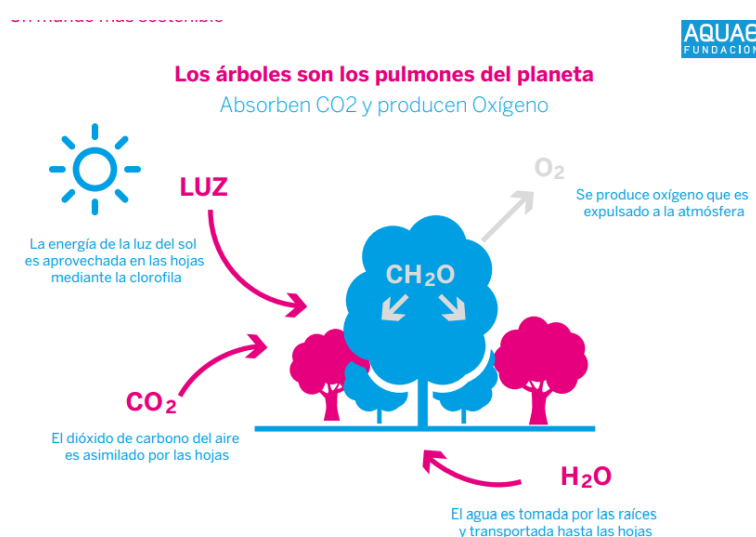 AQUAE
FUNDACIÓN
Los árboles son los pulmones del planeta
Absorben CO2 y producen Oxígeno
LUZ
La energía de la luz del sol
es aprovechada en las hojas
mediante la clorofila
O₂
Se produce oxígeno que es
expulsado a la atmósfera
CH₂O
CO₂
El dióxido de carbono del aire
es asimilado por las hojas
H₂O
El agua es tomada por las raíces
y transportada hasta las hojas